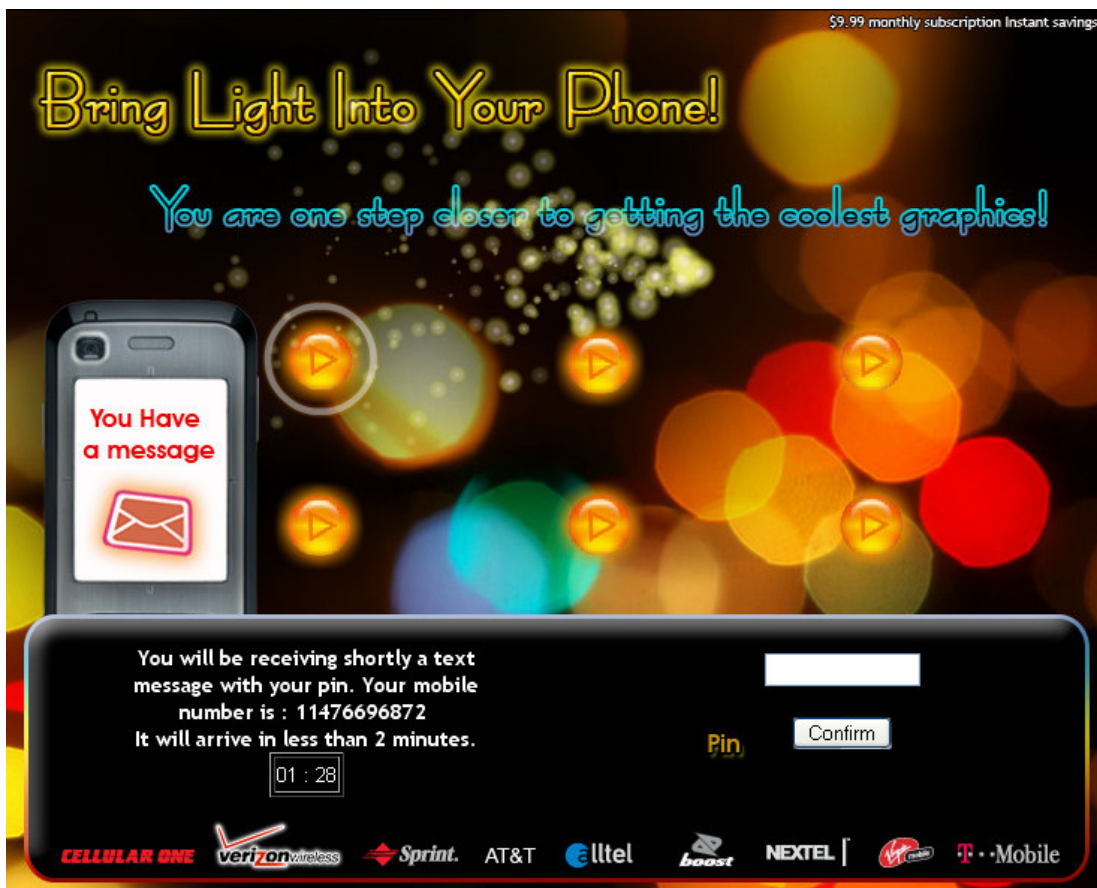 $9.99 monthly subscription Instant savings
Bring Light Into Your Phone!
You are one step closer to getting the coolest graphics!
You Have
a message
You will be receiving shortly a text
message with your pin. Your mobile
number is : 11476696872
It will arrive in less than 2 minutes.
01 : 28
Pin
Confirm
CELLULAR ONE verizonwireless Sprint. AT&T alltel boost NEXTEL Virgin mobile T··Mobile